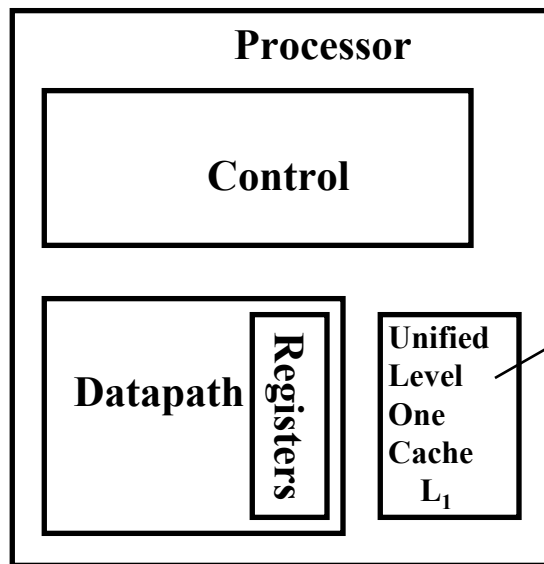 Processor
Control
Datapath
Registers
Unified
Level
One
Cache
L₁